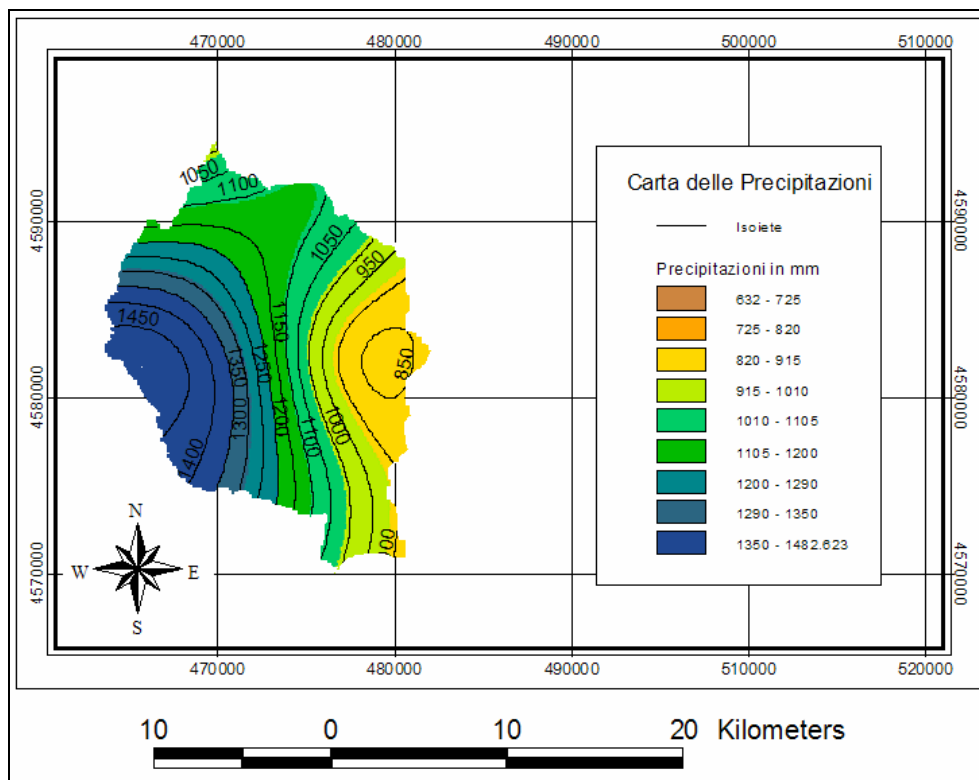 470000 480000 490000 500000 510000
4590000 4590000
4580000 4580000
4570000 4570000
1050
1100
1050
950
1450
1150
850
1350
1250
1300
1200
1100
1000
1400
00
Carta delle Precipitazioni
Isoiete
Precipitazioni in mm
632 - 725
725 - 820
820 - 915
915 - 1010
1010 - 1105
1105 - 1200
1200 - 1290
1290 - 1350
1350 - 1482.623
N
W E
S
470000 480000 490000 510000 520000
10 0 10 20 Kilometers